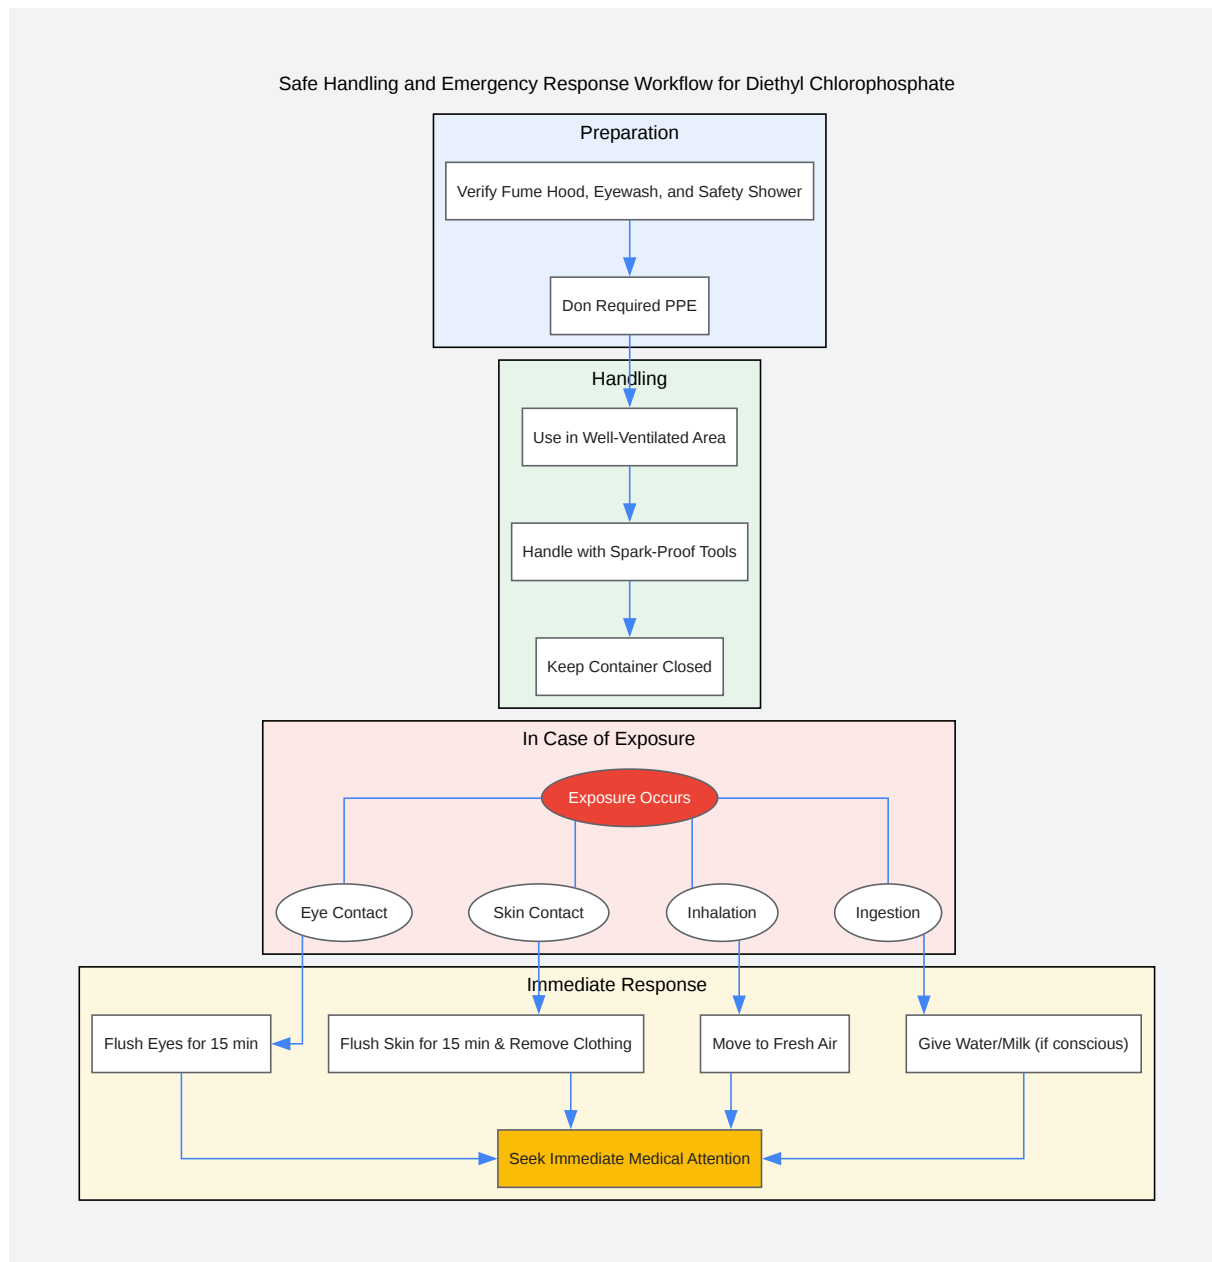 Safe Handling and Emergency Response Workflow for Diethyl Chlorophosphate
Preparation
Verify Fume Hood, Eyewash, and Safety Shower
Don Required PPE
Handling
Use in Well-Ventilated Area
Handle with Spark-Proof Tools
Keep Container Closed
In Case of Exposure
Exposure Occurs
Eye Contact
Skin Contact
Inhalation
Ingestion
Immediate Response
Flush Eyes for 15 min
Flush Skin for 15 min & Remove Clothing
Move to Fresh Air
Give Water/Milk (if conscious)
Seek Immediate Medical Attention